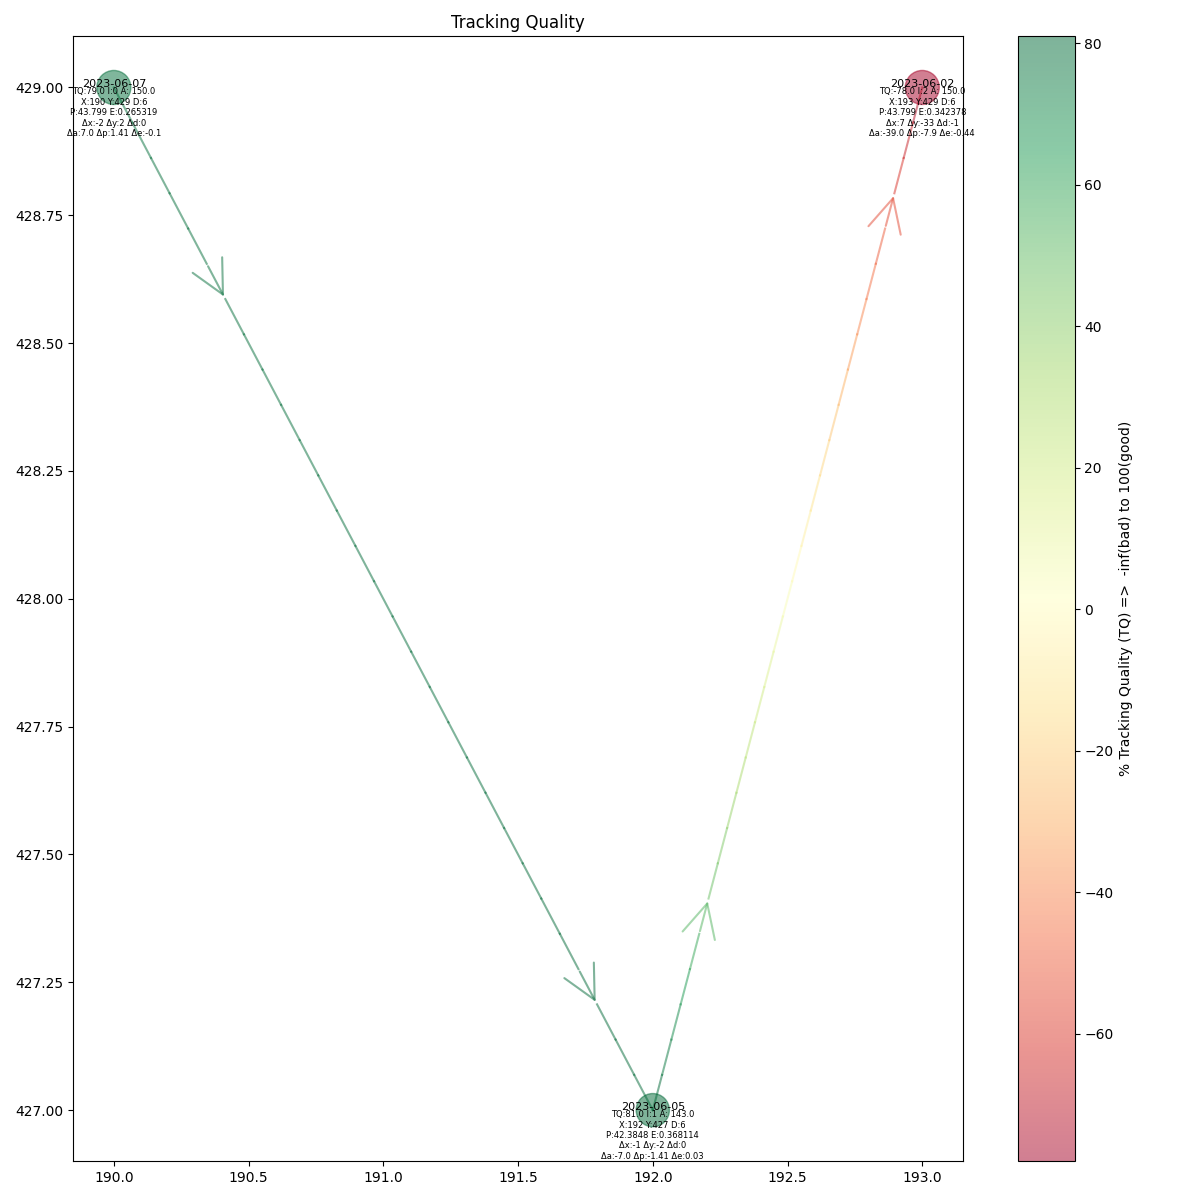 Tracking Quality
2023-06-07
TQ:79.0 I:0 A: 150.0
X:190 Y:429 D:6
P:43.799 E:0.265319
Δx:-2 Δy:2 Δd:0
Δa:7.0 Δp:1.41 Δe:-0.1
2023-06-02
TQ:-78.0 I:2 A: 150.0
X:193 Y:429 D:6
P:43.799 E:0.342378
Δx:7 Δy:-33 Δd:-1
Δa:-39.0 Δp:-7.9 Δe:-0.44
2023-06-05
TQ:81.0 I:1 A: 143.0
X:192 Y:427 D:6
P:42.3848 E:0.368114
Δx:-1 Δy:-2 Δd:0
Δa:-7.0 Δp:-1.41 Δe:0.03
429.00
428.75
428.50
428.25
428.00
427.75
427.50
427.25
427.00
190.0 190.5 191.0 191.5 192.0 192.5 193.0
80
60
40
20
0
−20
−40
−60
% Tracking Quality (TQ) => -inf(bad) to 100(good)